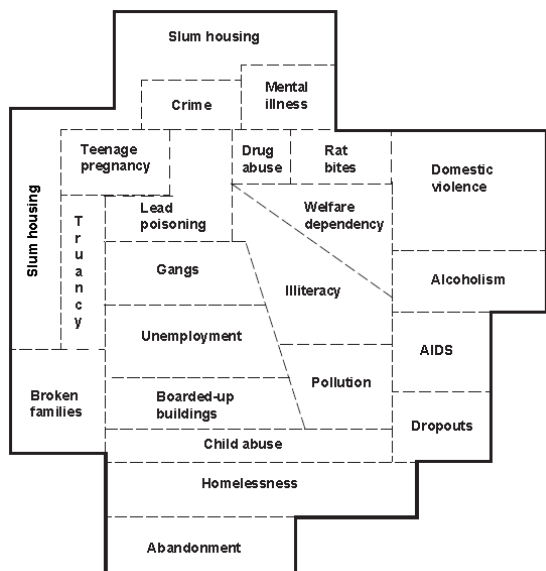 Slum housing
Mental
illness
Crime
Teenage
pregnancy
Drug
abuse
Rat
bites
Domestic
violence
Slum housing
Truancy
Lead
poisoning
Welfare
dependency
Gangs
Illiteracy
Alcoholism
Unemployment
AIDS
Broken
families
Boarded-up
buildings
Pollution
Dropouts
Child abuse
Homelessness
Abandonment